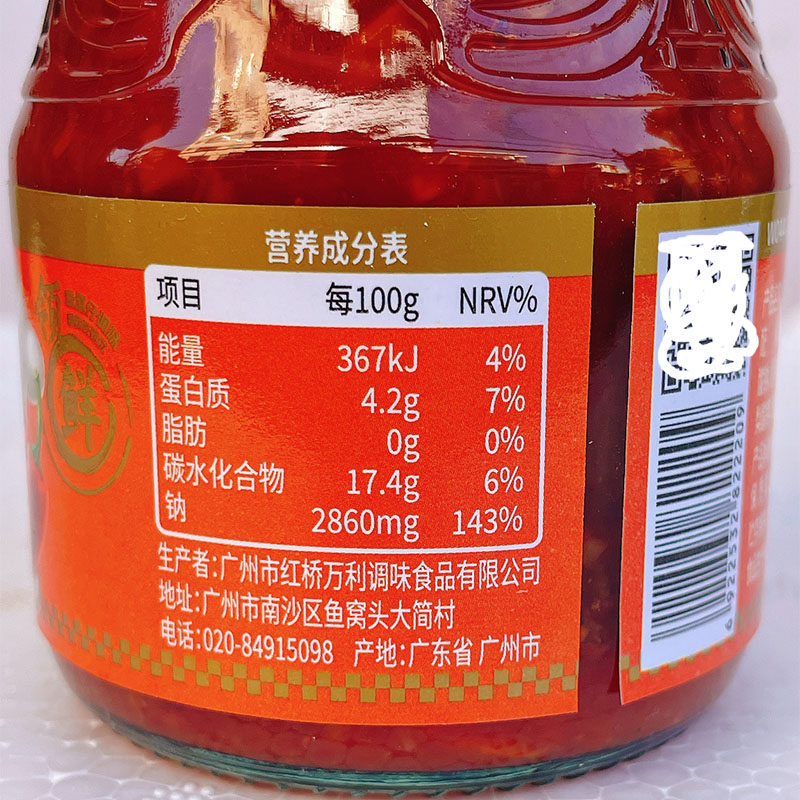 营养成分表
项目 每100g NRV%
能量 367kJ 4%
蛋白质 4.2g 7%
脂肪 0g 0%
碳水化合物 17.4g 6%
钠 2860mg 143%
生产者:广州市红桥万利调味食品有限公司
地址:广州市南沙区鱼窝头大简村
电话:020-84915098 产地:广东省 广州市
鲜
6922532822209